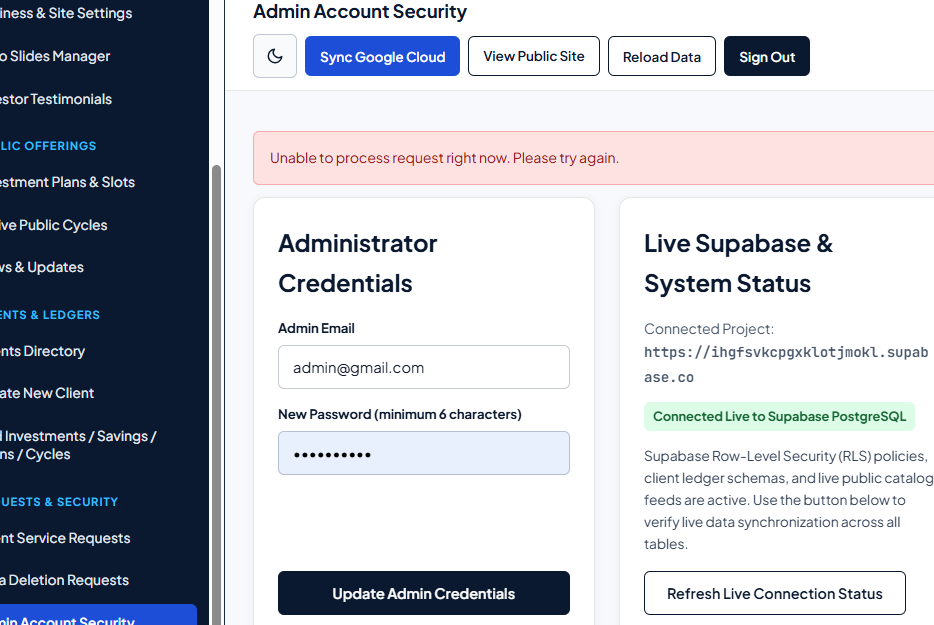 iness & Site Settings
o Slides Manager
estor Testimonials
LIC OFFERINGS
estment Plans & Slots
ive Public Cycles
ws & Updates
ENTS & LEDGERS
ents Directory
ate New Client
d Investments / Savings /
ns / Cycles
UESTS & SECURITY
ent Service Requests
a Deletion Requests
min Account Security
Admin Account Security
Sync Google Cloud
View Public Site
Reload Data
Sign Out
Unable to process request right now. Please try again.
Administrator
Credentials
Admin Email
admin@gmail.com
New Password (minimum 6 characters)
••••••••••
Update Admin Credentials
Live Supabase &
System Status
Connected Project:
https://ihgfsvkcpgxklotjmokl.supab
ase.co
Connected Live to Supabase PostgreSQL
Supabase Row-Level Security (RLS) policies,
client ledger schemas, and live public catalog
feeds are active. Use the button below to
verify live data synchronization across all
tables.
Refresh Live Connection Status